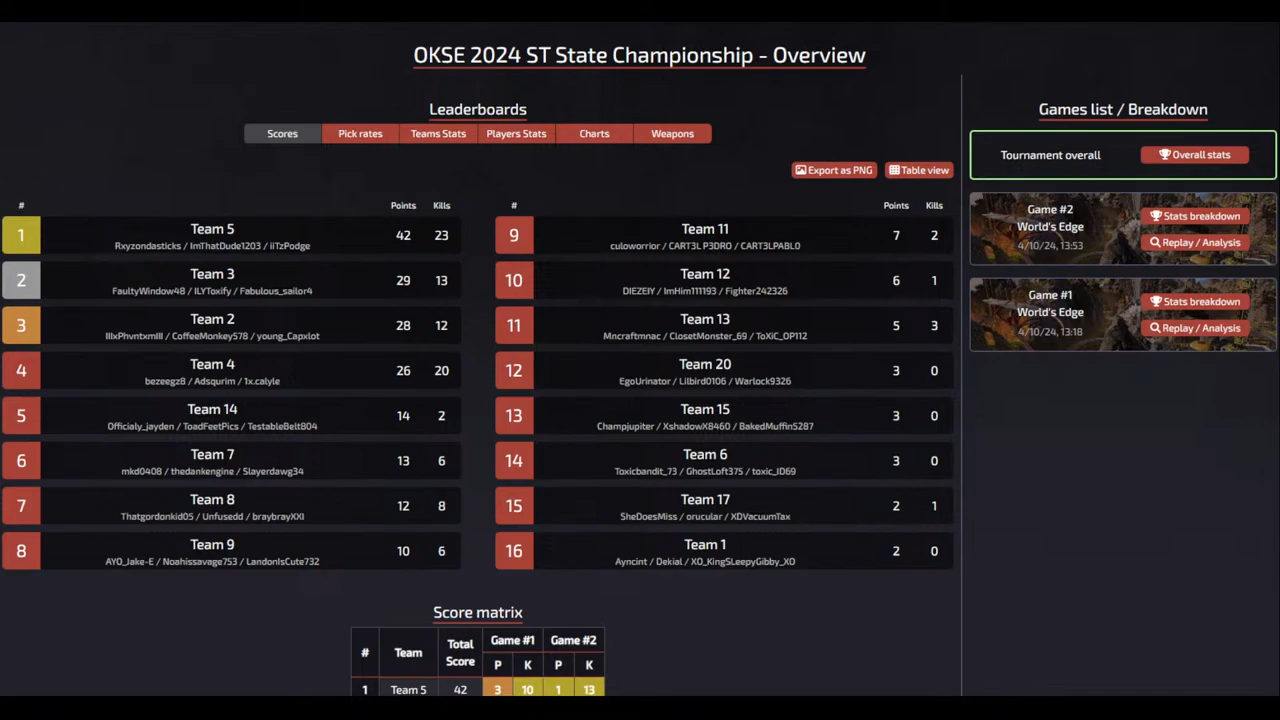 OKSE 2024 ST State Championship - Overview
Leaderboards
Scores Pick rates Teams Stats Players Stats Charts Weapons
Export as PNG Table view
# Points Kills
1 Team 5 42 23
Rxyzondasticks / ImThatDude1203 / iiTzPodge
2 Team 3 29 13
FaultyWindow48 / ILYToxify / Fabulous_sailor4
3 Team 2 28 12
IIIxPhvntxmIII / CoffeeMonkey578 / young_Capxlot
4 Team 4 26 20
bezeegz8 / Adsqurim / 1x.calyle
5 Team 14 14 2
Officialy_jayden / ToadFeetPics / TestableBelt804
6 Team 7 13 6
mkd0408 / thedankengine / Slayerdawg34
7 Team 8 12 8
Thatgordonkid05 / Unfusedd / braybrayXXI
8 Team 9 10 6
AYO_Jake-E / Noahissavage753 / LandonIsCute732
# Points Kills
9 Team 11 7 2
culoworrior / CART3L P3DRO / CART3LPABL0
10 Team 12 6 1
DIEZEIY / ImHim111193 / Fighter242326
11 Team 13 5 3
Mncraftmnac / ClosetMonster_69 / ToXiC_OP112
12 Team 20 3 0
EgoUrinator / Lilbird0106 / Warlock9326
13 Team 15 3 0
Champjupiter / XshadowX8460 / BakedMuffin5287
14 Team 6 3 0
Toxicbandit_73 / GhostLoft375 / toxic_ID69
15 Team 17 2 1
SheDoesMiss / orucular / XDVacuumTax
16 Team 1 2 0
Ayncint / Dekial / XO_KingSLeepyGibby_XO
Score matrix
# Team Total Score Game #1 Game #2
P K P K
1 Team 5 42 3 10 1 13
Games list / Breakdown
Tournament overall Overall stats
Game #2 Stats breakdown
World's Edge
4/10/24, 13:53 Replay / Analysis
Game #1 Stats breakdown
World's Edge
4/10/24, 13:18 Replay / Analysis